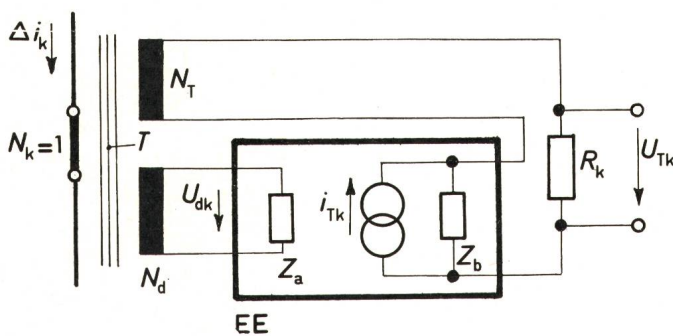 Δi_k
N_T
N_k=1
T
R_k
U_Tk
U_dk
i_Tk
Z_a
Z_b
N_d
EE